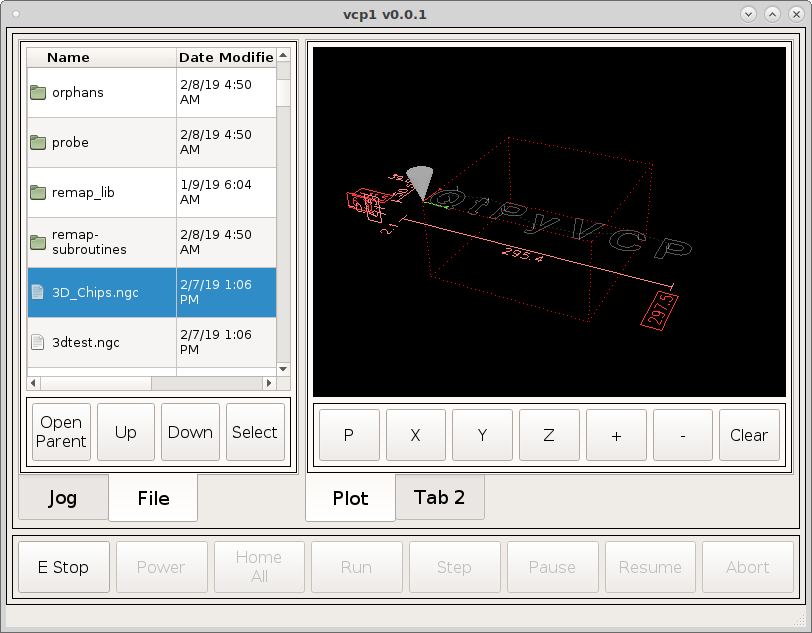 vcp1 v0.0.1
Name Date Modifie
orphans 2/8/19 4:50
AM
probe 2/8/19 4:50
AM
remap_lib 1/9/19 6:04
AM
remap-
subroutines 2/8/19 4:50
AM
3D_Chips.ngc 2/7/19 1:06
PM
3dtest.ngc 2/7/19 1:06
PM
QtPyVCP
2.1
295.4
297.5
Open
Parent
Up
Down
Select
P
X
Y
Z
+
-
Clear
Jog
File
Plot
Tab 2
E Stop
Power
Home
All
Run
Step
Pause
Resume
Abort